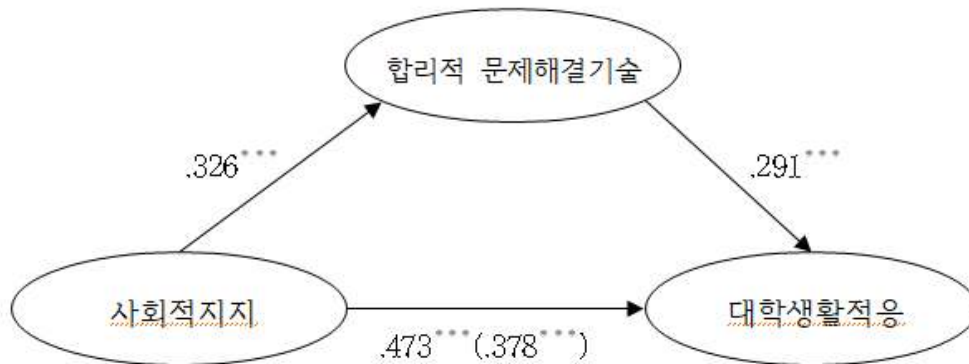 합리적 문제해결기술
.326***
.291***
사회적지지
대학생활적응
.473***(.378***)